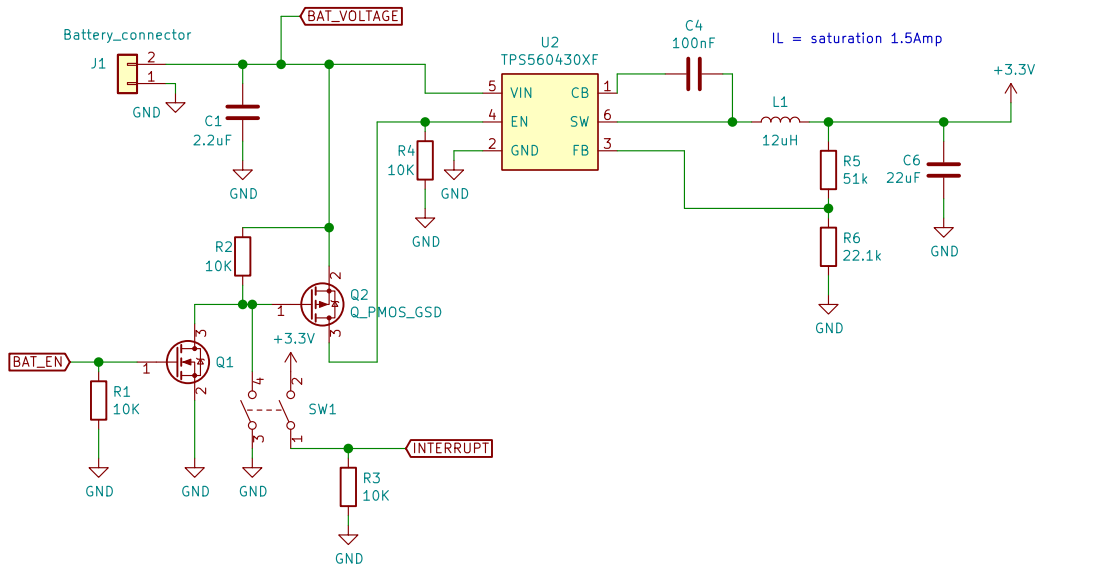 BAT_VOLTAGE
Battery_connector
J1
2
1
GND
C1
2.2uF
GND
U2
TPS560430XF
5
VIN
CB
1
4
EN
SW
6
2
GND
FB
3
C4
100nF
IL = saturation 1.5Amp
+3.3V
L1
12uH
R4
10K
GND
GND
R5
51k
C6
22uF
GND
R6
22.1k
GND
R2
10K
2
1
Q2
Q_PMOS_GSD
3
+3.3V
BAT_EN
3
1
Q1
2
R1
10K
GND
GND
4
2
SW1
3
1
GND
INTERRUPT
R3
10K
GND